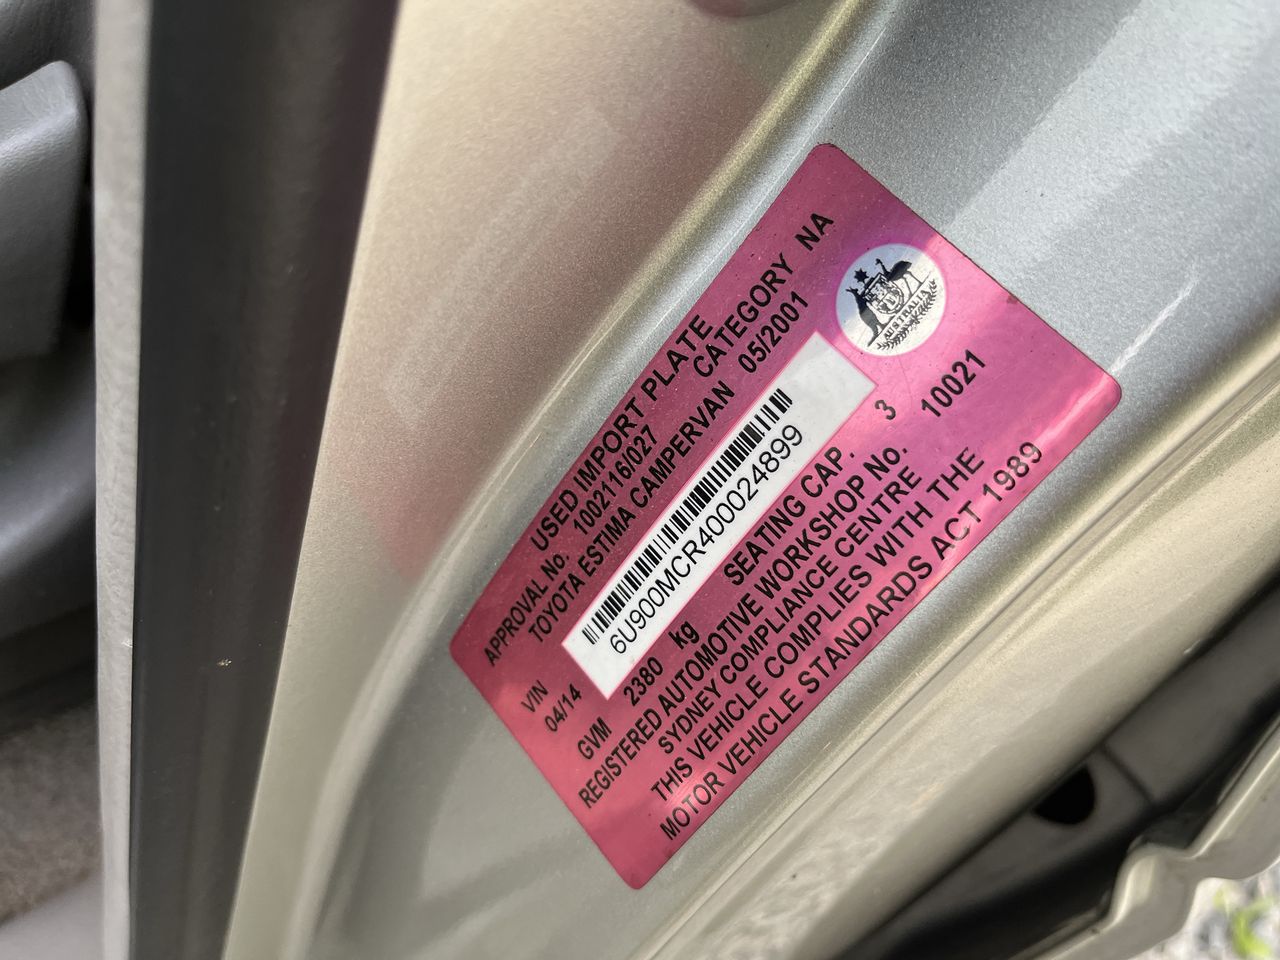 USED IMPORT PLATE
APPROVAL No. 1002116/027 CATEGORY NA
TOYOTA ESTIMA CAMPERVAN 05/2001
VIN 6U900MCR400024899
04/14
GVM 2380 kg SEATING CAP. 3
REGISTERED AUTOMOTIVE WORKSHOP No. 10021
SYDNEY COMPLIANCE CENTRE
THIS VEHICLE COMPLIES WITH THE
MOTOR VEHICLE STANDARDS ACT 1989
AUSTRALIA